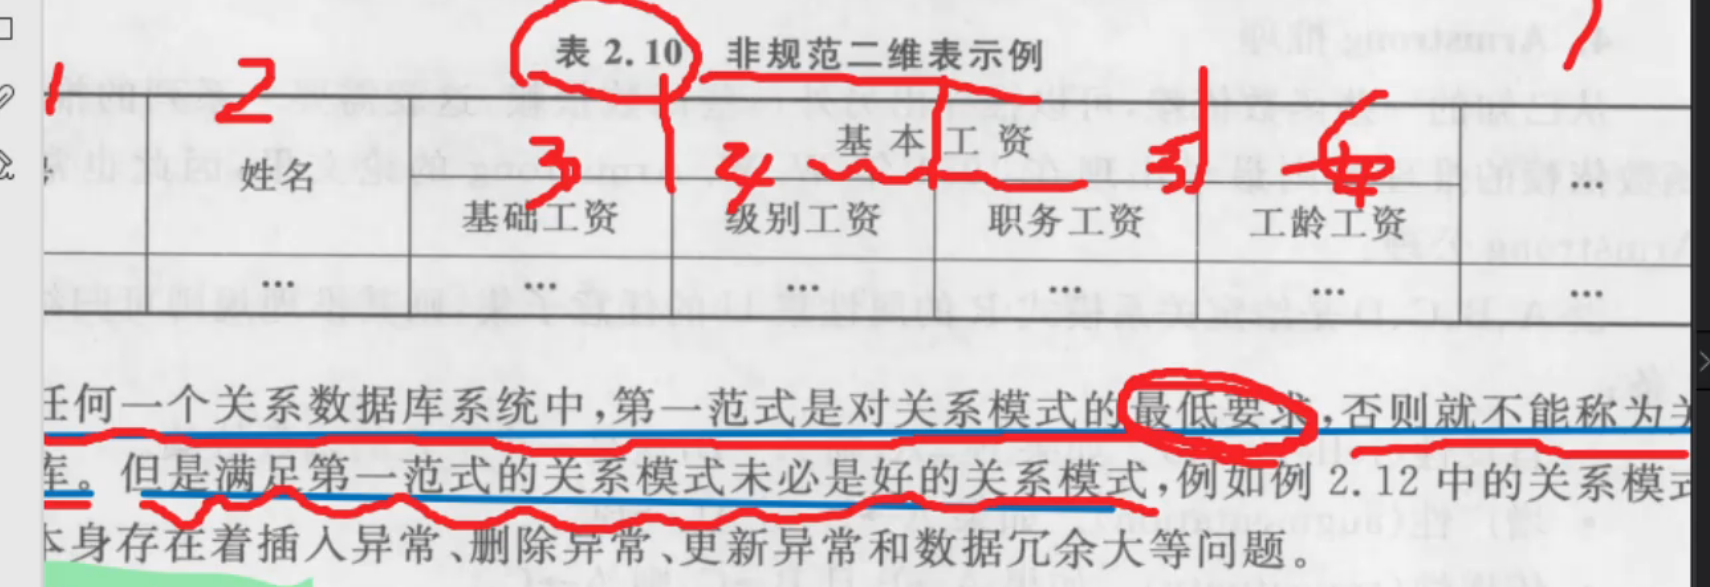 表 2.10 非规范二维表示例
1 2 3 4 5
姓名 基本工资 ...
基础工资 级别工资 职务工资 工龄工资
... ... ... ... ...
任何一个关系数据库系统中,第一范式是对关系模式的最低要求,否则就不能称为关
库。但是满足第一范式的关系模式未必是好的关系模式,例如例 2.12 中的关系模式
本身存在着插入异常、删除异常、更新异常和数据冗余大等问题。